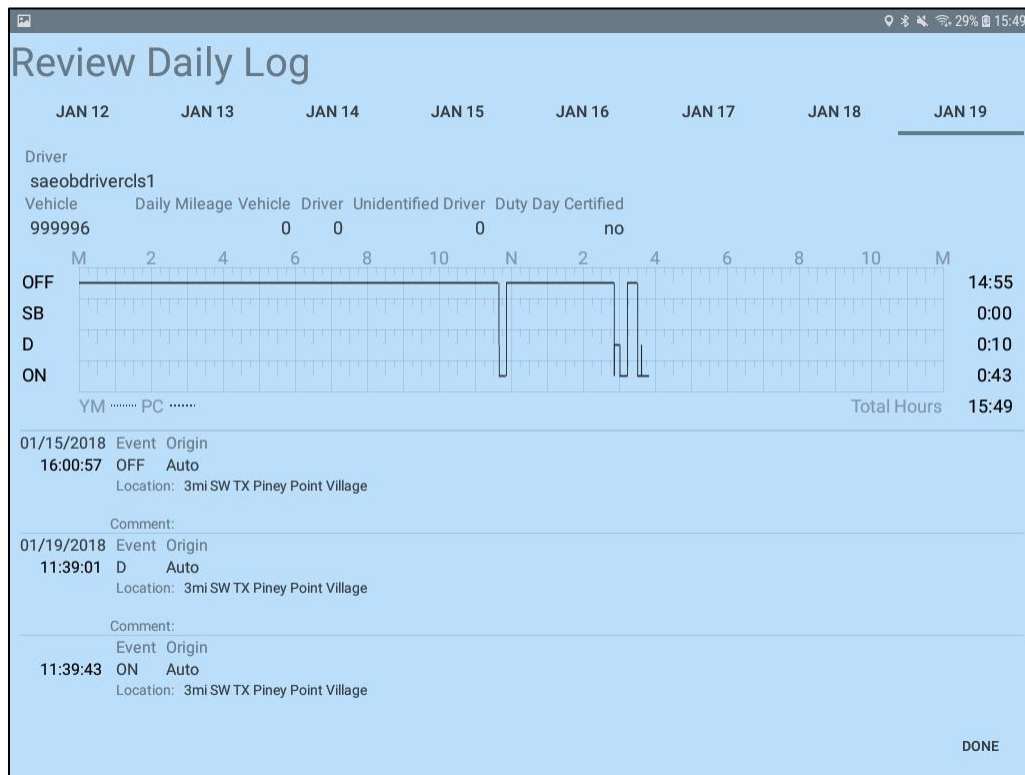 29% 15:49
Review Daily Log
JAN 12 JAN 13 JAN 14 JAN 15 JAN 16 JAN 17 JAN 18 JAN 19
Driver
saeobdrivercls1
Vehicle Daily Mileage Vehicle Driver Unidentified Driver Duty Day Certified
999996 0 0 0 no
M 2 4 6 8 10 N 2 4 6 8 10 M
OFF 14:55
SB 0:00
D 0:10
ON 0:43
YM PC Total Hours 15:49
01/15/2018 Event Origin
16:00:57 OFF Auto
Location: 3mi SW TX Piney Point Village
Comment:
01/19/2018 Event Origin
11:39:01 D Auto
Location: 3mi SW TX Piney Point Village
Comment:
Event Origin
11:39:43 ON Auto
Location: 3mi SW TX Piney Point Village
DONE